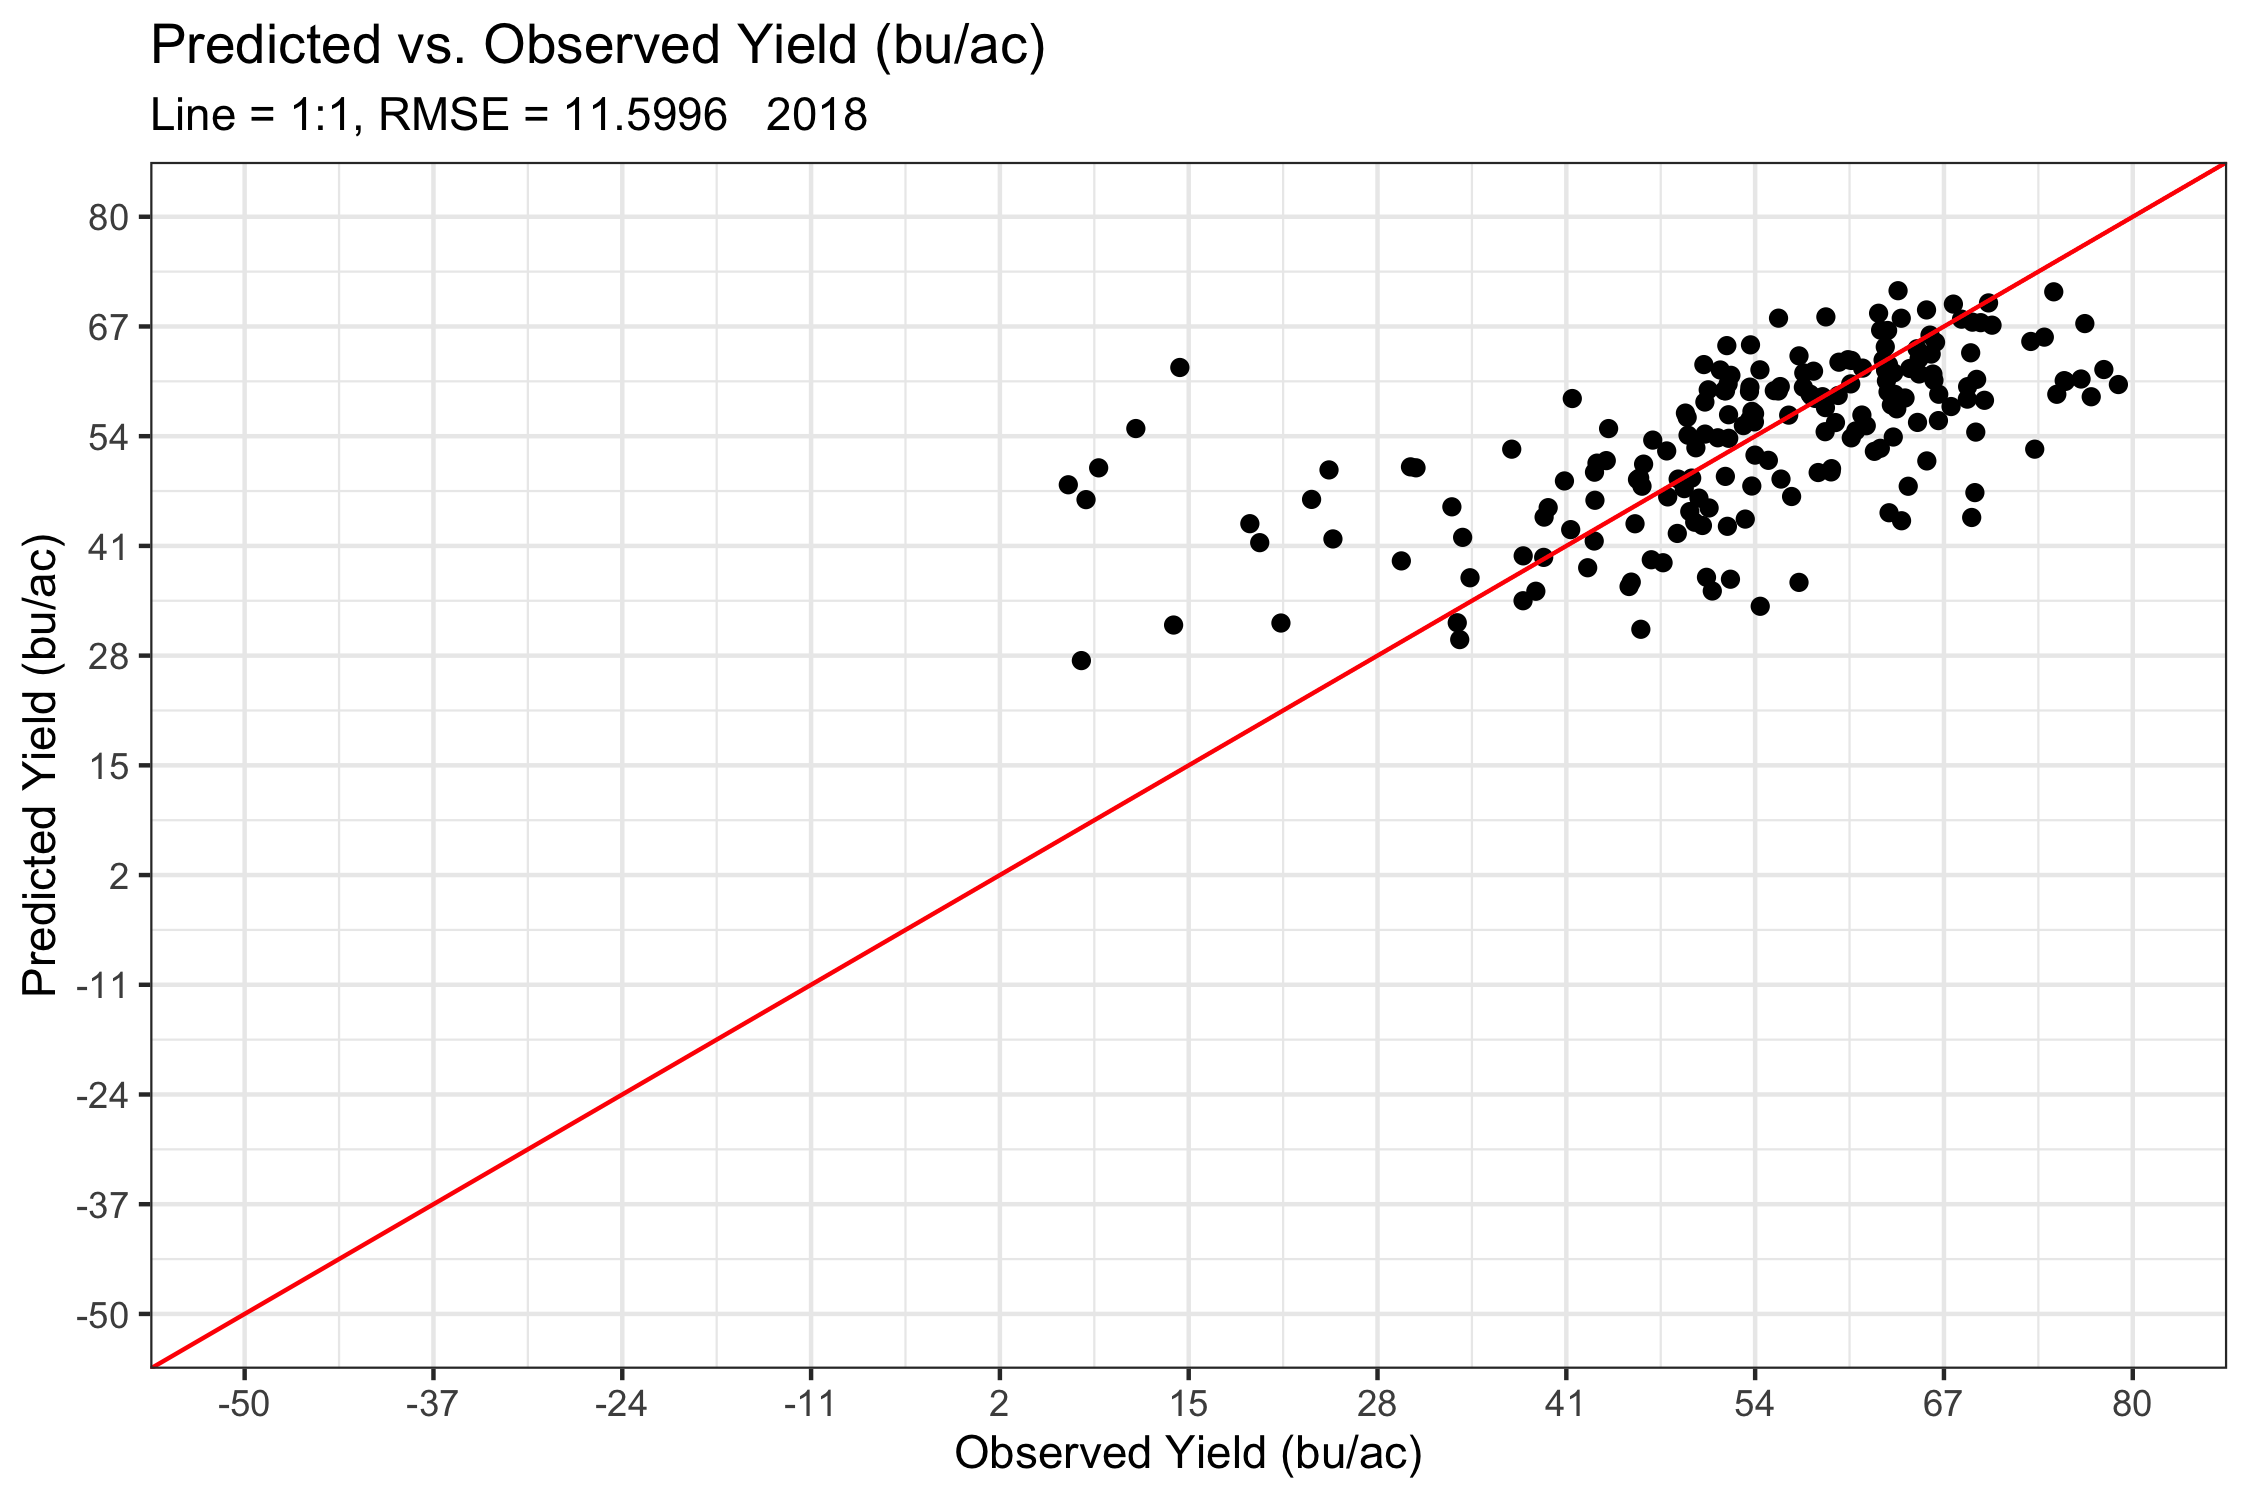 Predicted vs. Observed Yield (bu/ac)
Line = 1:1, RMSE = 11.5996   2018
Predicted Yield (bu/ac)
80
67
54
41
28
15
2
-11
-24
-37
-50
-50 -37 -24 -11 2 15 28 41 54 67 80
Observed Yield (bu/ac)